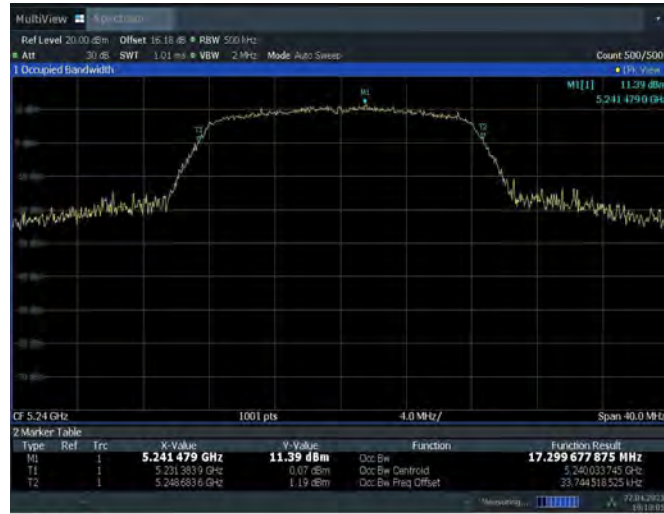 MultiView Spectrum
Ref Level 20.00 dBm Offset 16.18 dB RBW 500 kHz
Att 30 dB SWT 1.01 ms VBW 2 MHz Mode Auto Sweep Count 500/500
1 Occupied Bandwidth
M1[1] 11.39 dBm
5.241 4790 GHz
M1
T1
T2
CF 5.24 GHz 1001 pts 4.0 MHz/ Span 40.0 MHz
2 Marker Table
Type Ref Trc X-Value Y-Value Function Function Result
M1 1 5.241 479 GHz 11.39 dBm Occ Bw 17.299 677 875 MHz
T1 1 5.231 383 9 GHz 0.07 dBm Occ Bw Centroid 5.240 033 745 GHz
T2 1 5.248 683 6 GHz 1.19 dBm Occ Bw Freq Offset 33.744 518 525 kHz
Measuring...